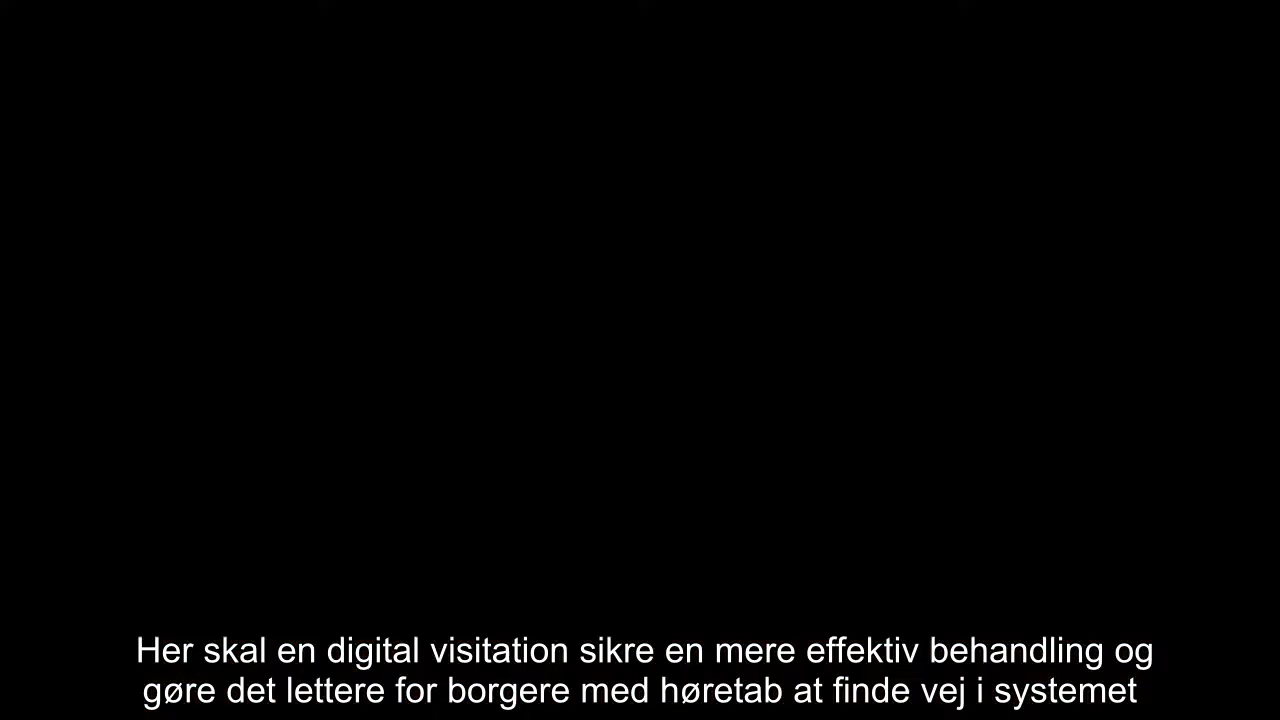 Her skal en digital visitation sikre en mere effektiv behandling og
gøre det lettere for borgere med høretab at finde vej i systemet